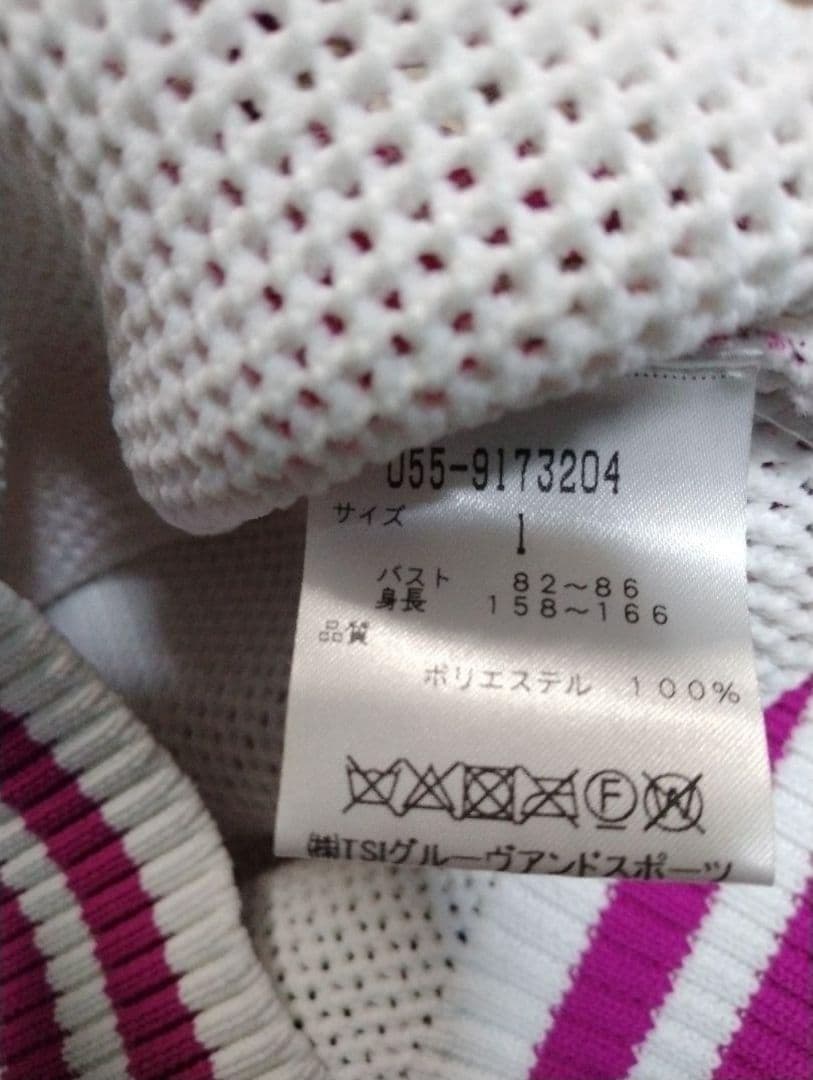 055-9173204
サイズ
1
バスト 82～86
身長 158～166
品質
ポリエステル 100%
F W
㈱TSIグルーヴアンドスポーツ